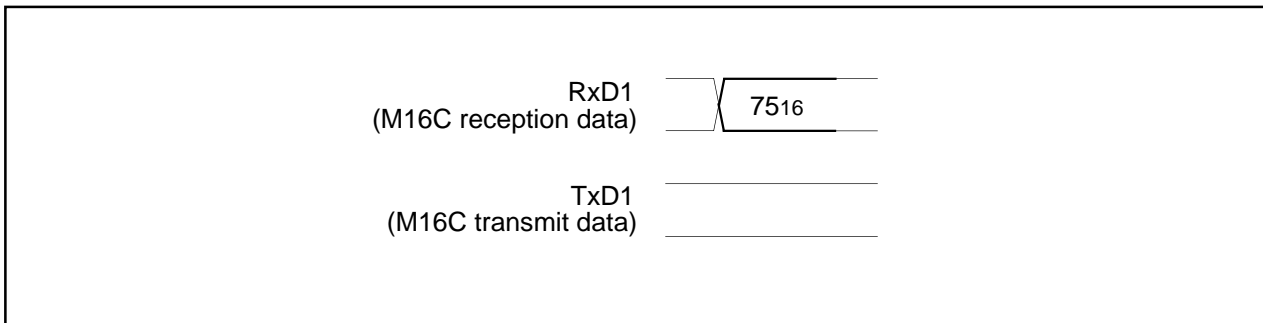 RxD1
(M16C reception data)
7516
TxD1
(M16C transmit data)